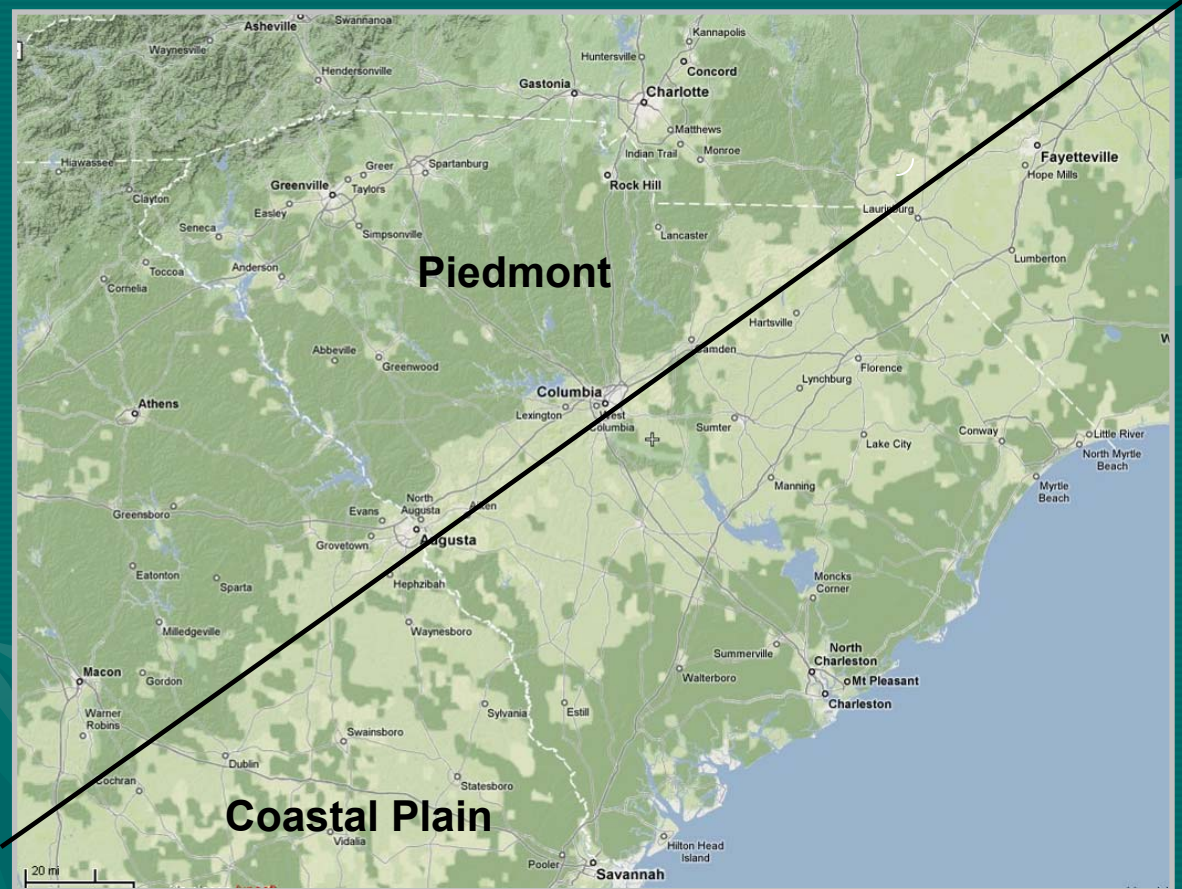 Swannanoa
Asheville
Waynesville
Kannapolis
Huntersville
Concord
Hendersonville
Gastonia
Charlotte
Matthews
Indian Trail
Monroe
Fayetteville
Hope Mills
Hiawassee
Greer
Spartanburg
Greenville
Taylors
Rock Hill
Clayton
Easley
Laurinburg
Seneca
Simpsonville
Lancaster
Lumberton
Toccoa
Anderson
Piedmont
Cornelia
Hartsville
W
Camden
Abbeville
Greenwood
Florence
Lynchburg
Columbia
Athens
Lexington
West
Columbia
Sumter
Lake City
Conway
Little River
North Myrtle
Beach
Manning
Myrtle
Beach
North
Augusta
Aiken
Evans
Greensboro
Grovetown
Augusta
Eatonton
Sparta
Hephzibah
Moncks
Corner
Milledgeville
Waynesboro
Summerville
North
Charleston
Macon
Gordon
Walterboro
Mt Pleasant
Charleston
Warner
Robins
Sylvania
Estill
Swainsboro
Dublin
Cochran
Statesboro
Coastal Plain
Vidalia
Hilton Head
Island
Pooler
Savannah
20 mi